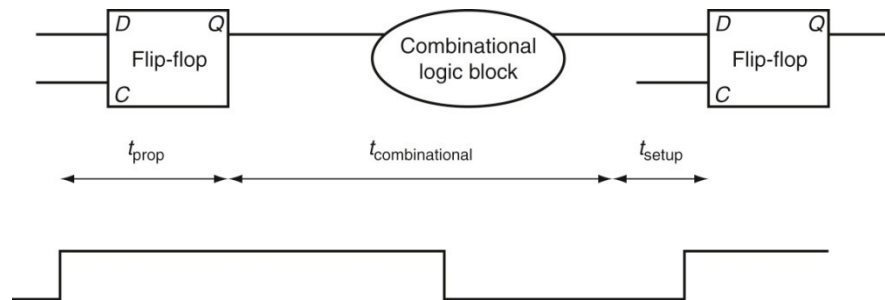 D Q
Flip-flop
C
Combinational
logic block
D Q
Flip-flop
C
tprop
tcombinational
tsetup